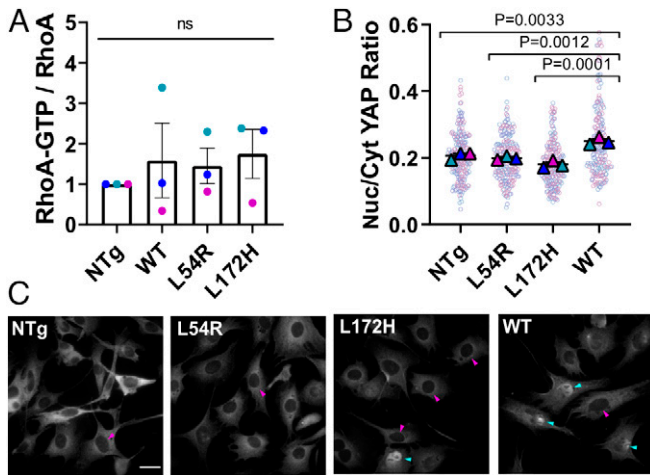 A
ns
RhoA-GTP / RhoA
5
4
3
2
1
0
NTg
WT
L54R
L172H
B
P=0.0033
P=0.0012
P=0.0001
Nuc/Cyt YAP Ratio
0.6
0.4
0.2
0.0
NTg
L54R
L172H
WT
C
NTg
L54R
L172H
WT